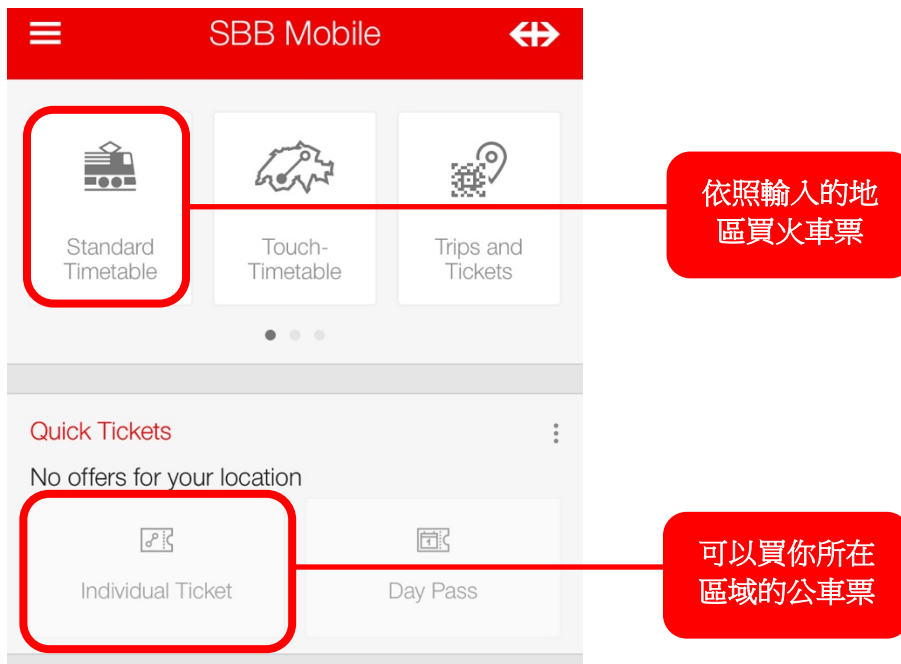 SBB Mobile
Standard
Timetable
Touch-
Timetable
Trips and
Tickets
依照輸入的地
區買火車票
Quick Tickets
No offers for your location
Individual Ticket
1
Day Pass
可以買你所在
區域的公車票